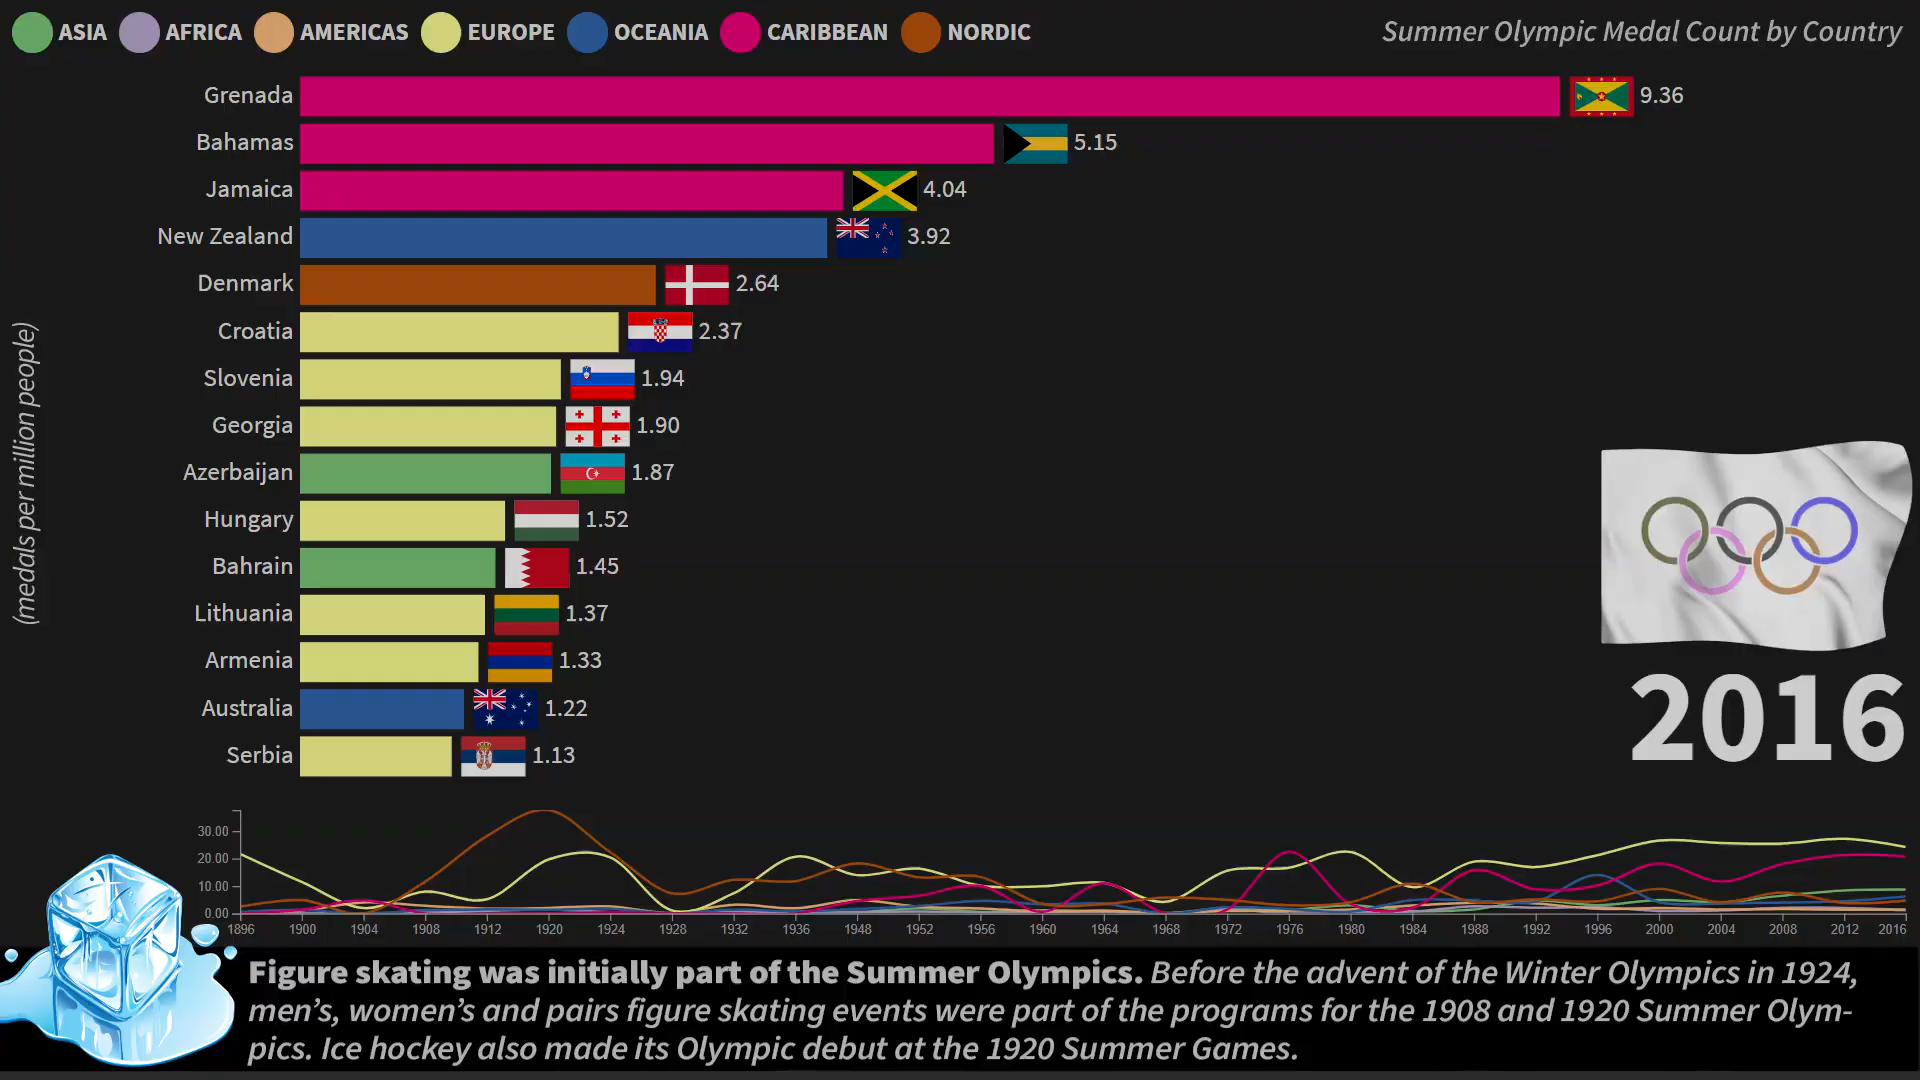 ASIA AFRICA AMERICAS EUROPE OCEANIA CARIBBEAN NORDIC
Summer Olympic Medal Count by Country
(medals per million people)
Grenada 9.36
Bahamas 5.15
Jamaica 4.04
New Zealand 3.92
Denmark 2.64
Croatia 2.37
Slovenia 1.94
Georgia 1.90
Azerbaijan 1.87
Hungary 1.52
Bahrain 1.45
Lithuania 1.37
Armenia 1.33
Australia 1.22
Serbia 1.13
2016
30.00
20.00
10.00
0.00
1896 1900 1904 1908 1912 1920 1924 1928 1932 1936 1948 1952 1956 1960 1964 1968 1972 1976 1980 1984 1988 1992 1996 2000 2004 2008 2012 2016
Figure skating was initially part of the Summer Olympics. Before the advent of the Winter Olympics in 1924,
men’s, women’s and pairs figure skating events were part of the programs for the 1908 and 1920 Summer Olym-
pics. Ice hockey also made its Olympic debut at the 1920 Summer Games.